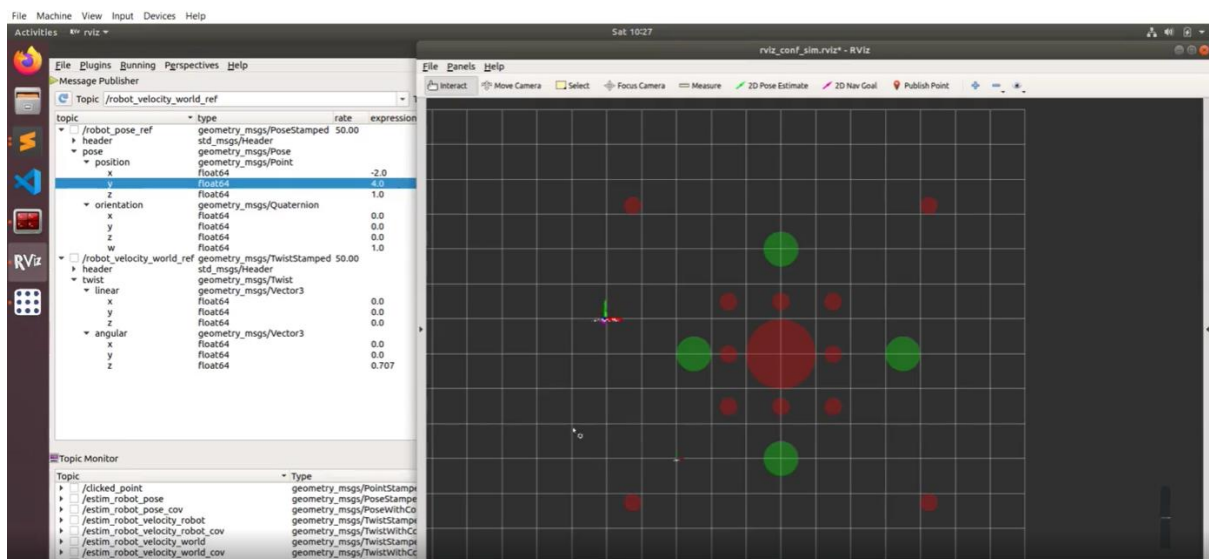 File Machine View Input Devices Help
Activities rviz Sat 10:27
rviz_conf_sim.rviz* - RViz
File Plugins Running Perspectives Help
Message Publisher
Topic /robot_velocity_world_ref
topic type rate expression
/robot_pose_ref geometry_msgs/PoseStamped 50.00
header std_msgs/Header
pose geometry_msgs/Pose
position geometry_msgs/Point
x float64 -2.0
y float64 4.0
z float64 1.0
orientation geometry_msgs/Quaternion
x float64 0.0
y float64 0.0
z float64 0.0
w float64 1.0
/robot_velocity_world_ref geometry_msgs/TwistStamped 50.00
header std_msgs/Header
twist geometry_msgs/Twist
linear geometry_msgs/Vector3
x float64 0.0
y float64 0.0
z float64 0.0
angular geometry_msgs/Vector3
x float64 0.0
y float64 0.0
z float64 0.707
Topic Monitor
Topic Type
/clicked_point geometry_msgs/PointStampe
/estim_robot_pose geometry_msgs/PoseStampe
/estim_robot_pose_cov geometry_msgs/PoseWithCo
/estim_robot_velocity_robot geometry_msgs/TwistStampe
/estim_robot_velocity_robot_cov geometry_msgs/TwistWithCc
/estim_robot_velocity_world geometry_msgs/TwistStampe
/estim_robot_velocity_world_cov geometry_msgs/TwistWithCc
File Panels Help
Interact Move Camera Select Focus Camera Measure 2D Pose Estimate 2D Nav Goal Publish Point
RViz